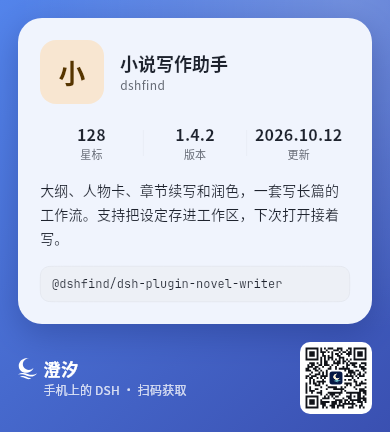 小
小说写作助手
dshfind
128
星标
1.4.2
版本
2026.10.12
更新
大纲、人物卡、章节续写和润色，一套写长篇的
工作流。支持把设定存进工作区，下次打开接着
写。
@dshfind/dsh-plugin-novel-writer
澄汐
手机上的 DSH · 扫码获取